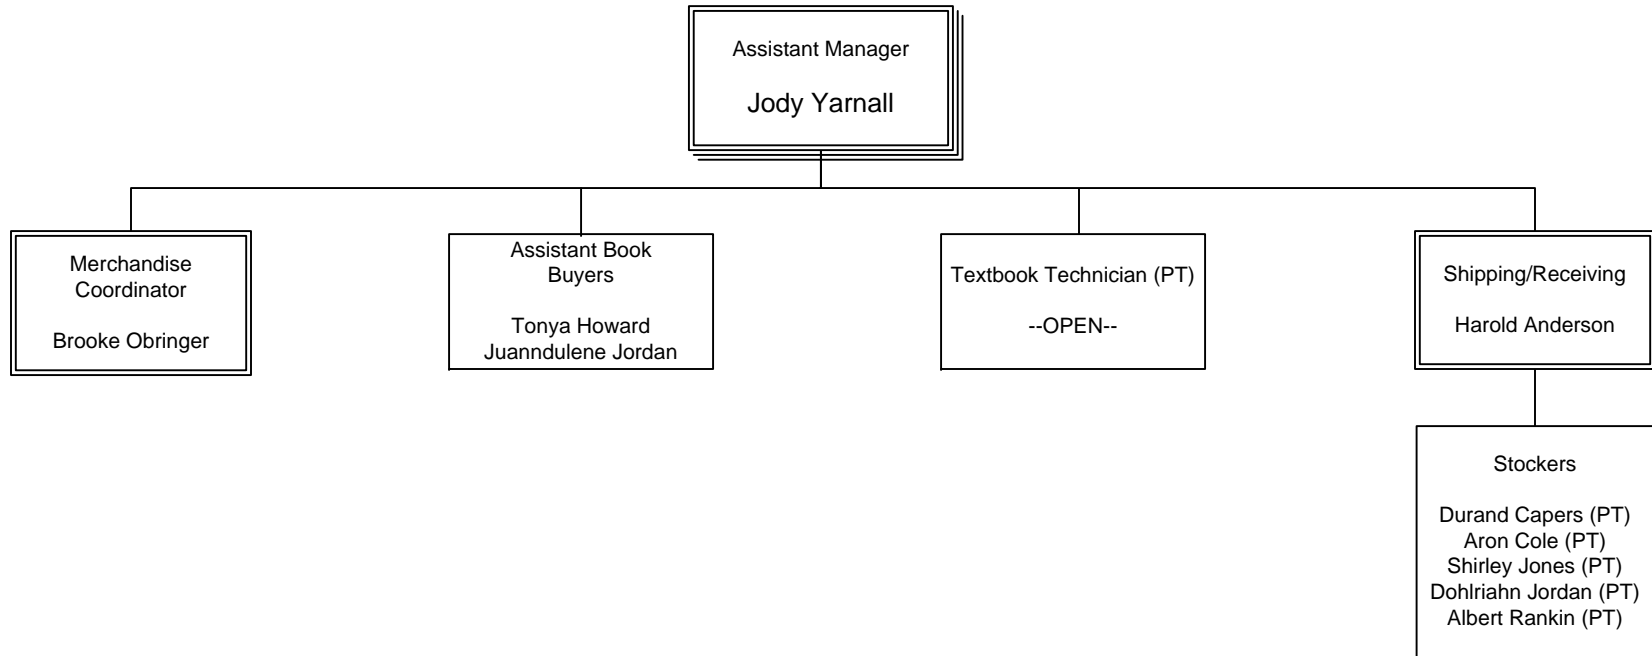 Assistant Manager
Jody Yarnall
Merchandise
Coordinator
Brooke Obringer
Assistant Book
Buyers
Tonya Howard
Juanndulene Jordan
Textbook Technician (PT)
--OPEN--
Shipping/Receiving
Harold Anderson
Stockers
Durand Capers (PT)
Aron Cole (PT)
Shirley Jones (PT)
Dohlriahn Jordan (PT)
Albert Rankin (PT)